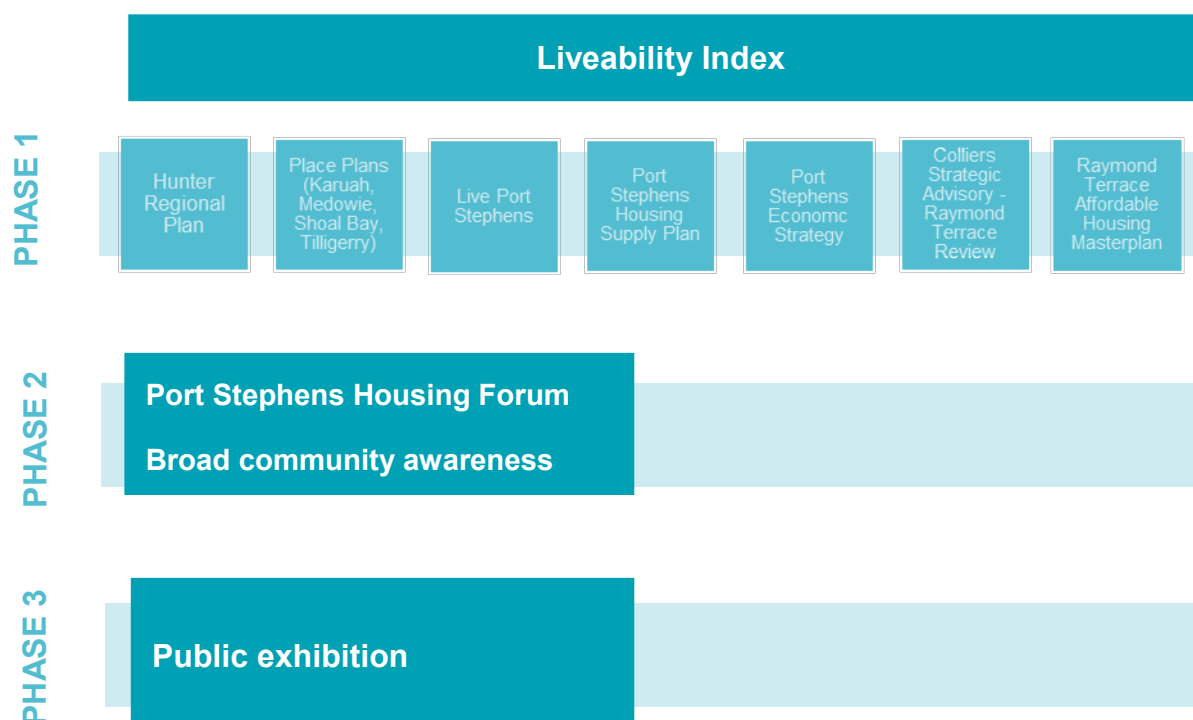 Liveability Index
PHASE 1
Hunter
Regional
Plan
Place Plans
(Karuah,
Medowie,
Shoal Bay,
Tilligerry)
Live Port
Stephens
Port
Stephens
Housing
Supply Plan
Port
Stephens
Economc
Strategy
Colliers
Strategic
Advisory -
Raymond
Terrace
Review
Raymond
Terrace
Affordable
Housing
Masterplan
PHASE 2
Port Stephens Housing Forum
Broad community awareness
PHASE 3
Public exhibition